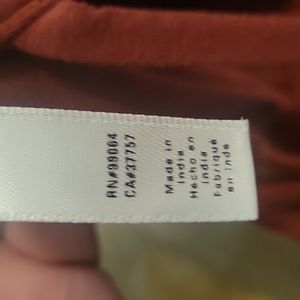 RN#99064
CA#37757
Made in
India
Hecho en
India
Fabriqué
en Inde